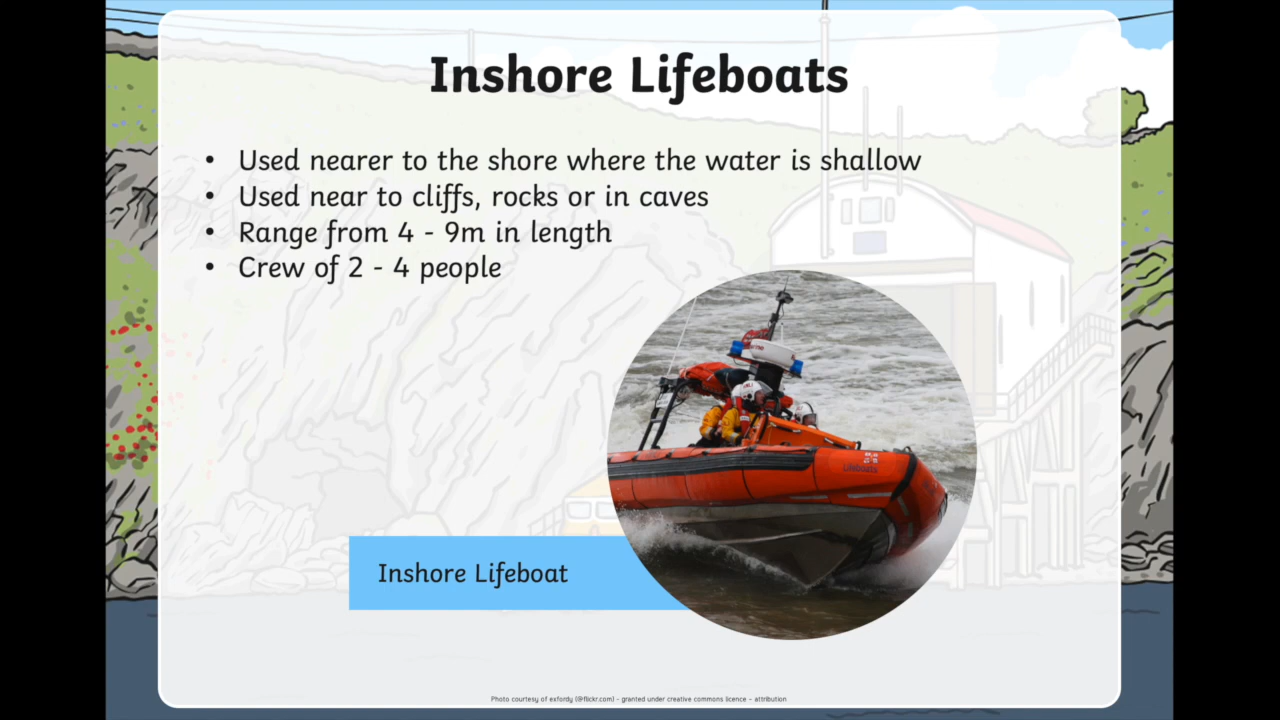 Inshore Lifeboats
• Used nearer to the shore where the water is shallow
• Used near to cliffs, rocks or in caves
• Range from 4 - 9m in length
• Crew of 2 - 4 people
Lifeboats
Inshore Lifeboat
Photo courtesy of exfordy (@flickr.com) - granted under creative commons licence - attribution